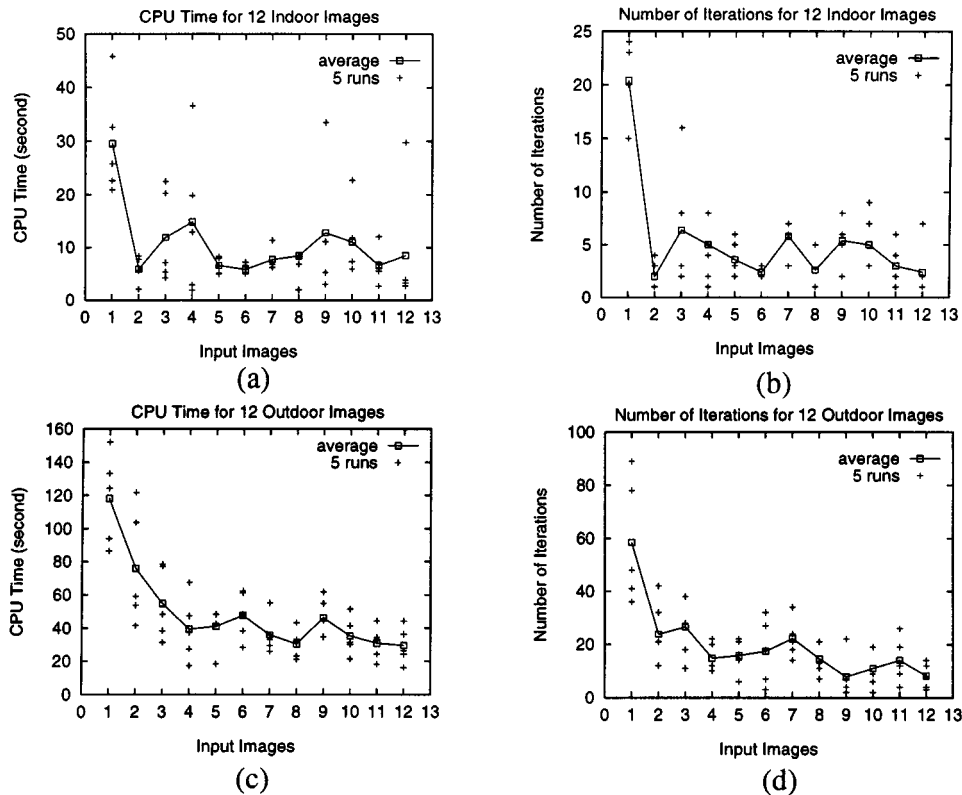 CPU Time for 12 Indoor Images
50
40
30
20
10
0
CPU Time (second)
average
5 runs
0 1 2 3 4 5 6 7 8 9 10 11 12 13
Input Images
(a)
Number of Iterations for 12 Indoor Images
25
20
15
10
5
0
Number of Iterations
average
5 runs
0 1 2 3 4 5 6 7 8 9 10 11 12 13
Input Images
(b)
CPU Time for 12 Outdoor Images
160
140
120
100
80
60
40
20
0
CPU Time (second)
average
5 runs
0 1 2 3 4 5 6 7 8 9 10 11 12 13
Input Images
(c)
Number of Iterations for 12 Outdoor Images
100
80
60
40
20
0
Number of Iterations
average
5 runs
0 1 2 3 4 5 6 7 8 9 10 11 12 13
Input Images
(d)